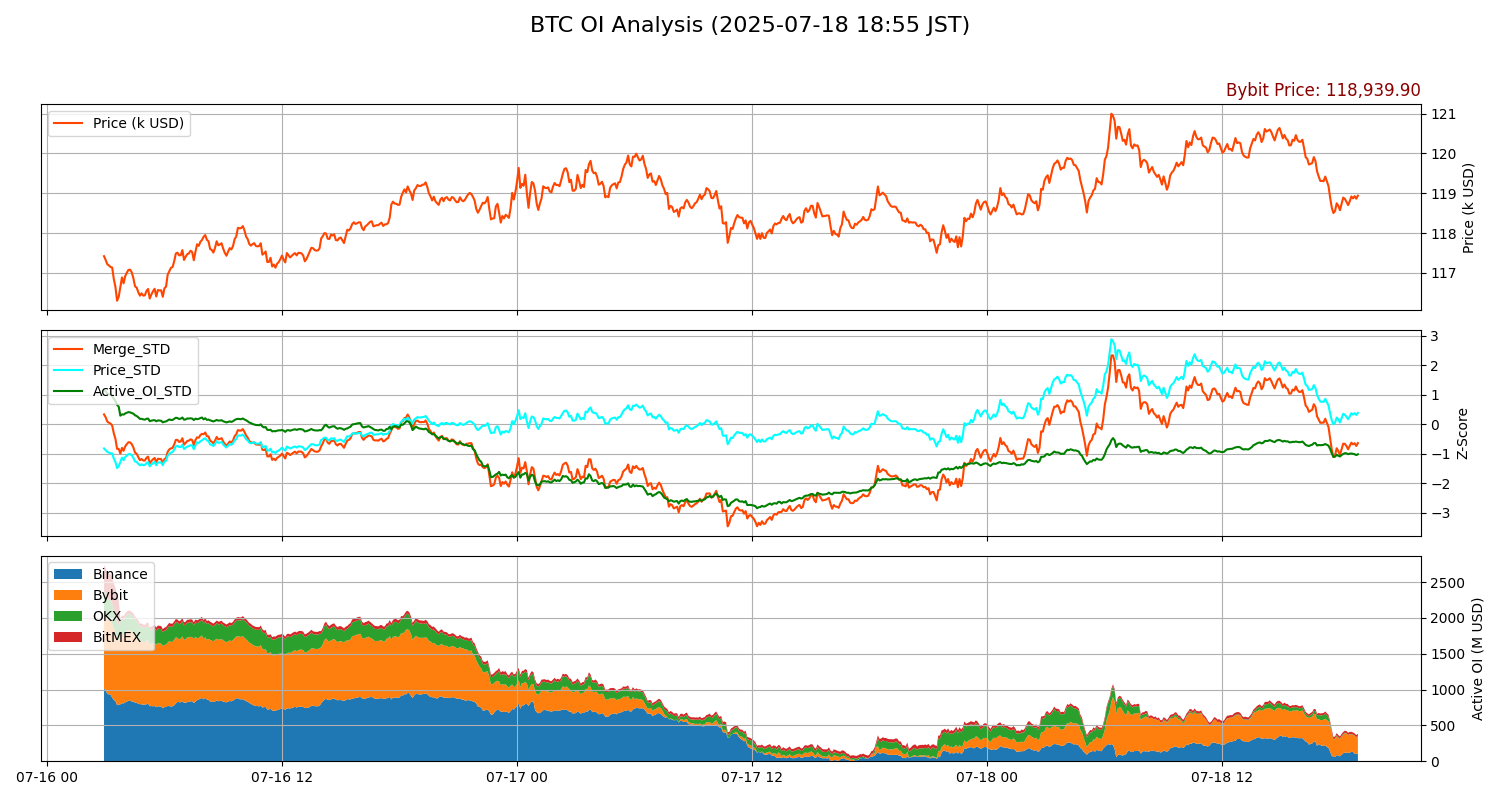 BTC OI Analysis (2025-07-18 18:55 JST)
Bybit Price: 118,939.90
Price (k USD)
121
120
119
118
117
Price (k USD)
Merge_STD
Price_STD
Active_OI_STD
3
2
1
0
−1
−2
−3
Z-Score
Binance
Bybit
OKX
BitMEX
2500
2000
1500
1000
500
0
Active OI (M USD)
07-16 00
07-16 12
07-17 00
07-17 12
07-18 00
07-18 12